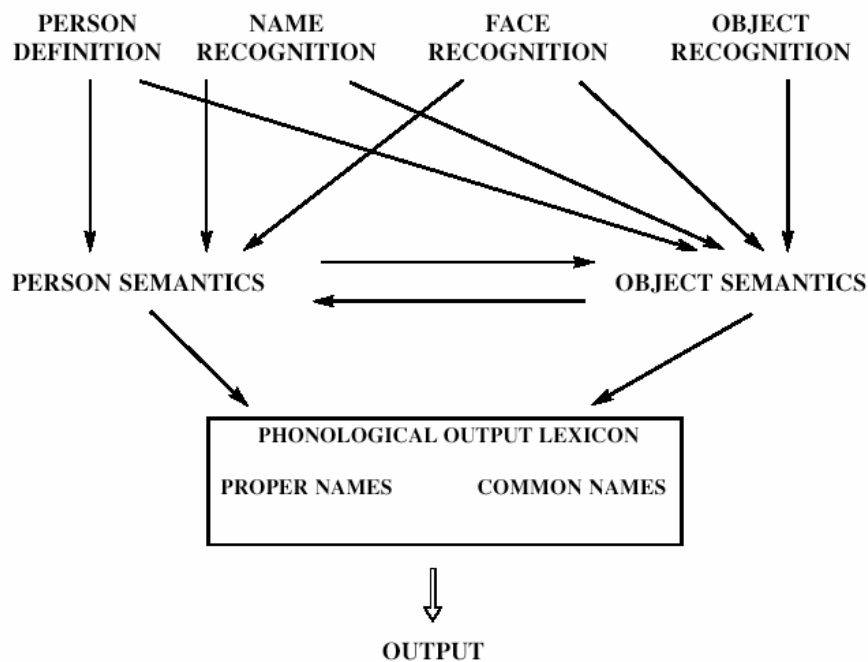 PERSON DEFINITION
NAME RECOGNITION
FACE RECOGNITION
OBJECT RECOGNITION
PERSON SEMANTICS
OBJECT SEMANTICS
PHONOLOGICAL OUTPUT LEXICON
PROPER NAMES
COMMON NAMES
OUTPUT